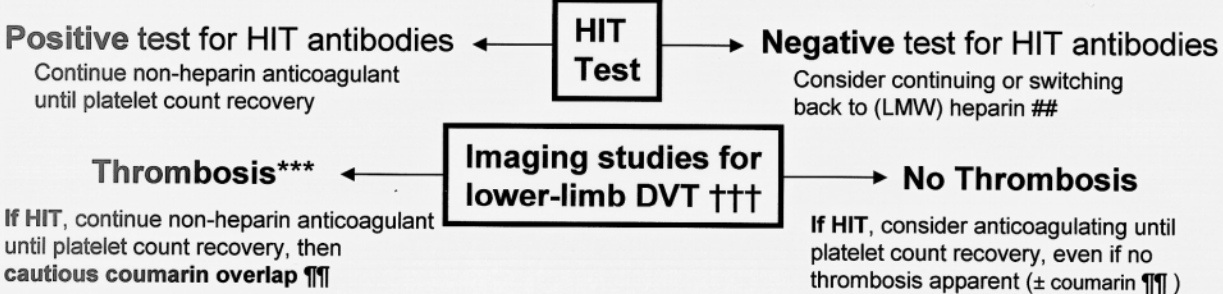 Positive test for HIT antibodies
Continue non-heparin anticoagulant
until platelet count recovery
HIT
Test
Negative test for HIT antibodies
Consider continuing or switching
back to (LMW) heparin ##
Thrombosis***
If HIT, continue non-heparin anticoagulant
until platelet count recovery, then
cautious coumarin overlap ¶¶
Imaging studies for
lower-limb DVT †††
No Thrombosis
If HIT, consider anticoagulating until
platelet count recovery, even if no
thrombosis apparent (± coumarin ¶¶ )